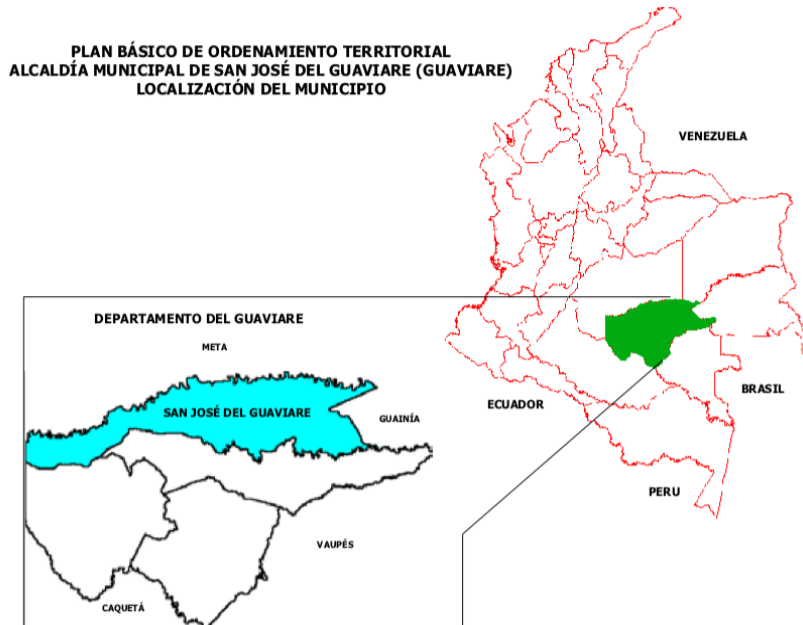 PLAN BÁSICO DE ORDENAMIENTO TERRITORIAL
ALCALDÍA MUNICIPAL DE SAN JOSÉ DEL GUAVIARE (GUAVIARE)
LOCALIZACIÓN DEL MUNICIPIO
VENEZUELA
DEPARTAMENTO DEL GUAVIARE
META
SAN JOSÉ DEL GUAVIARE
GUAINÍA
ECUADOR
BRASIL
PERU
VAUPÉS
CAQUETÁ